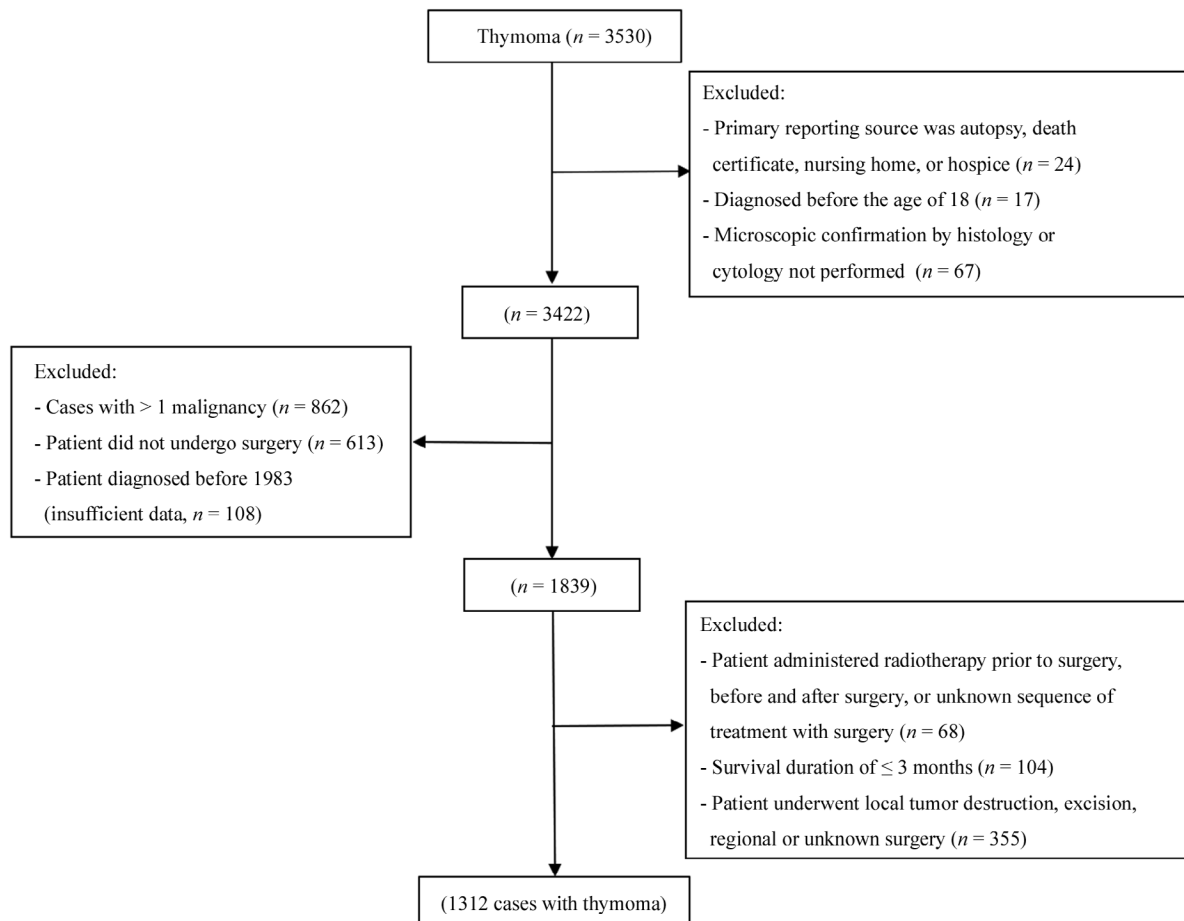 Thymoma (n = 3530)
Excluded:
- Primary reporting source was autopsy, death
certificate, nursing home, or hospice (n = 24)
- Diagnosed before the age of 18 (n = 17)
- Microscopic confirmation by histology or
cytology not performed (n = 67)
(n = 3422)
Excluded:
- Cases with > 1 malignancy (n = 862)
- Patient did not undergo surgery (n = 613)
- Patient diagnosed before 1983
(insufficient data, n = 108)
(n = 1839)
Excluded:
- Patient administered radiotherapy prior to surgery,
before and after surgery, or unknown sequence of
treatment with surgery (n = 68)
- Survival duration of ≤ 3 months (n = 104)
- Patient underwent local tumor destruction, excision,
regional or unknown surgery (n = 355)
(1312 cases with thymoma)